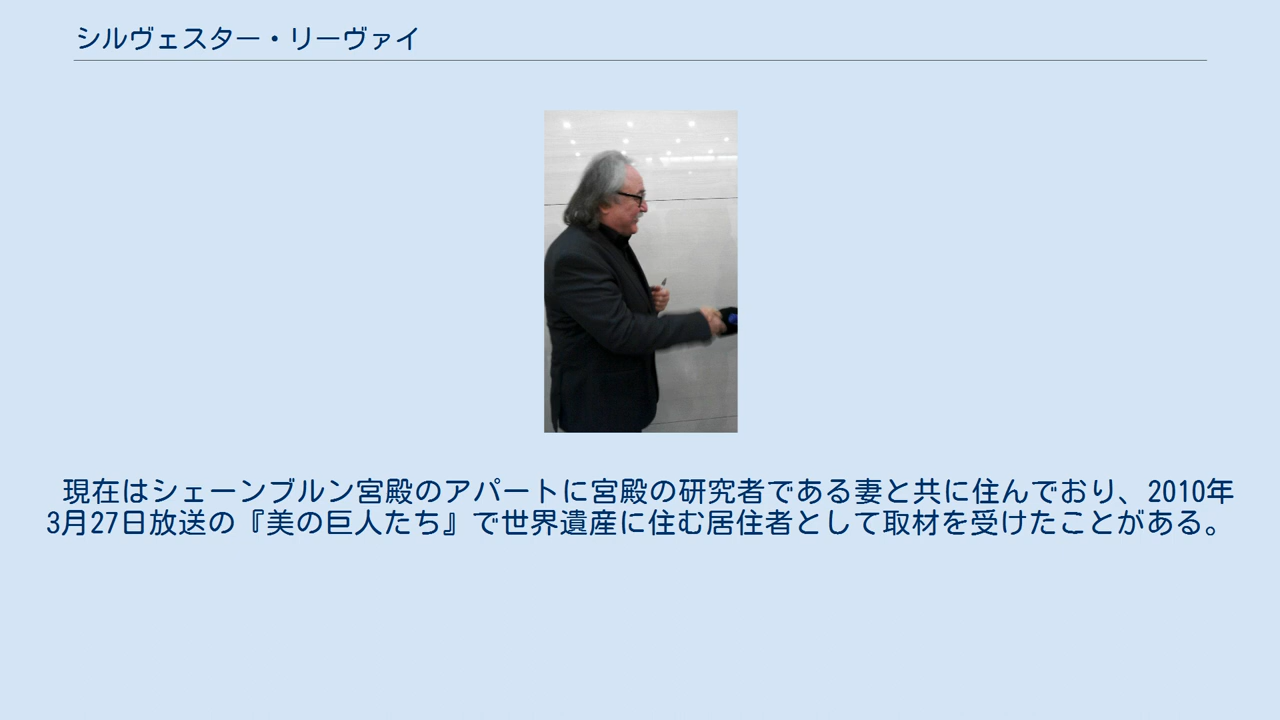 シルヴェスター・リーヴァイ
現在はシェーンブルン宮殿のアパートに宮殿の研究者である妻と共に住んでおり、2010年
3月27日放送の『美の巨人たち』で世界遺産に住む居住者として取材を受けたことがある。